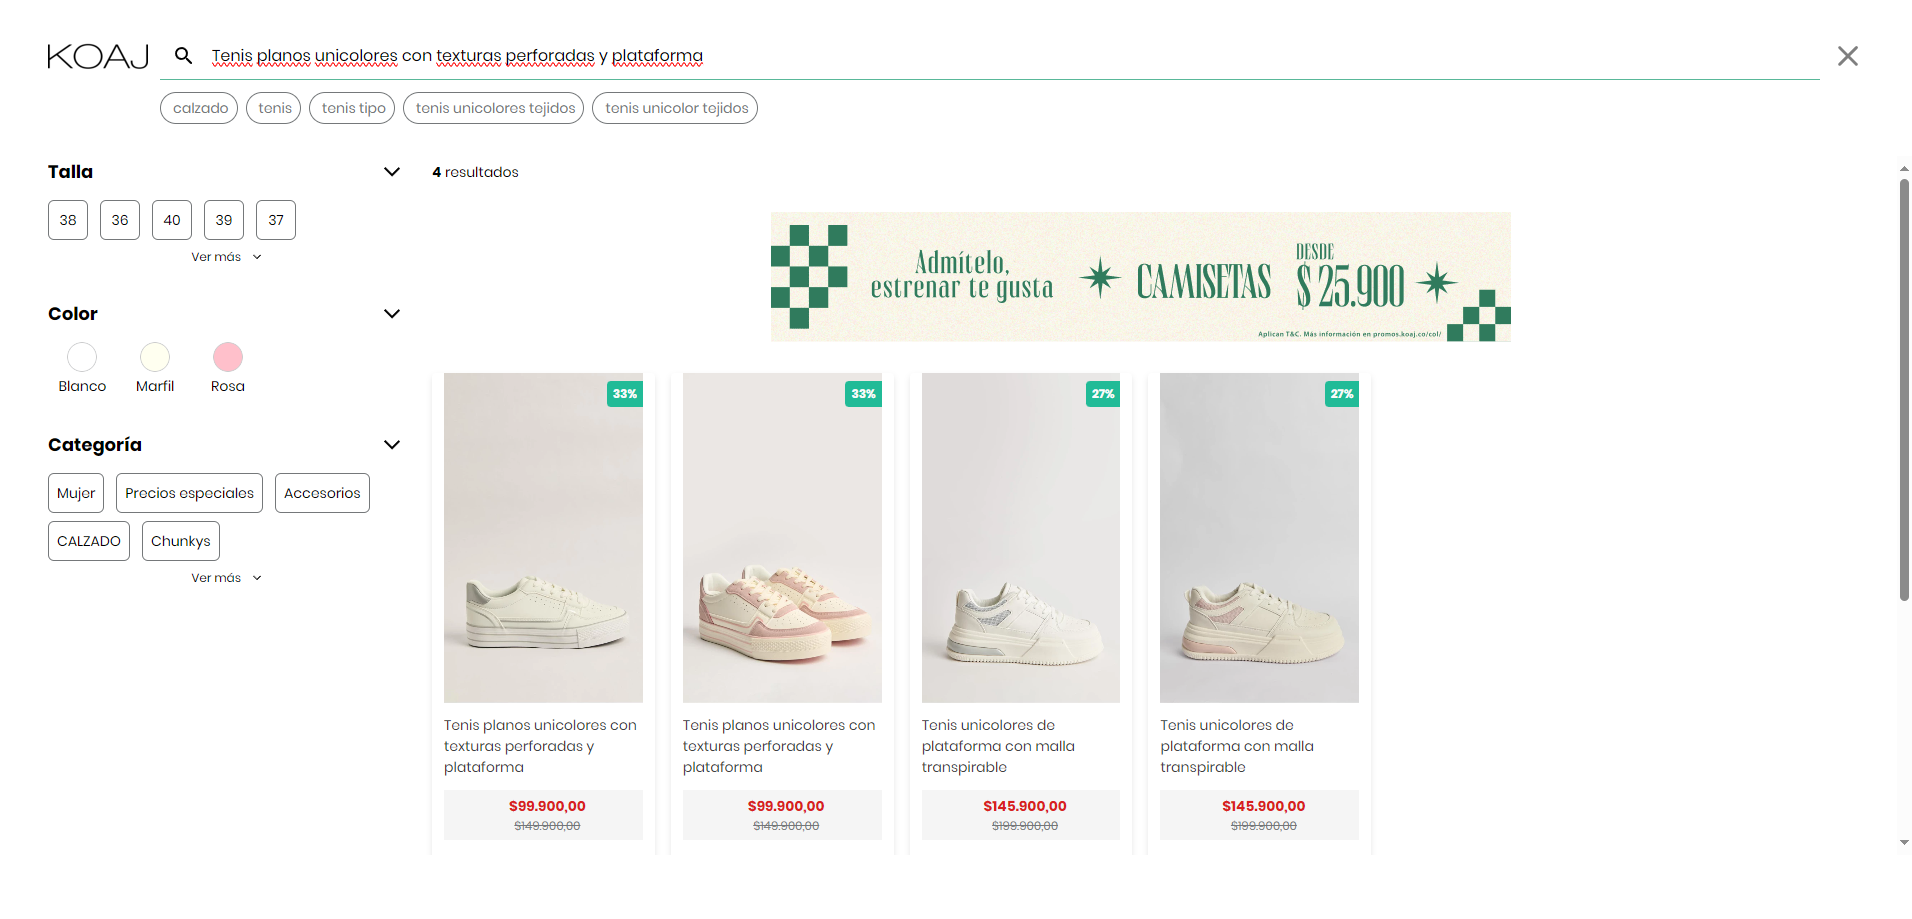 KOAJ
Tenis planos unicolores con texturas perforadas y plataforma
calzado
tenis
tenis tipo
tenis unicolores tejidos
tenis unicolor tejidos
Talla
38
36
40
39
37
Ver más
Color
Blanco
Marfil
Rosa
Categoría
Mujer
Precios especiales
Accesorios
CALZADO
Chunkys
Ver más
4 resultados
Admítelo,
estrenar te gusta
CAMISETAS
DESDE
$ 25.900
Aplican T&C. Más información en promos.koaj.co/col/
33%
Tenis planos unicolores con
texturas perforadas y
plataforma
$99.900,00
$149.900,00
33%
Tenis planos unicolores con
texturas perforadas y
plataforma
$99.900,00
$149.900,00
27%
Tenis unicolores de
plataforma con malla
transpirable
$145.900,00
$199.900,00
27%
Tenis unicolores de
plataforma con malla
transpirable
$145.900,00
$199.900,00